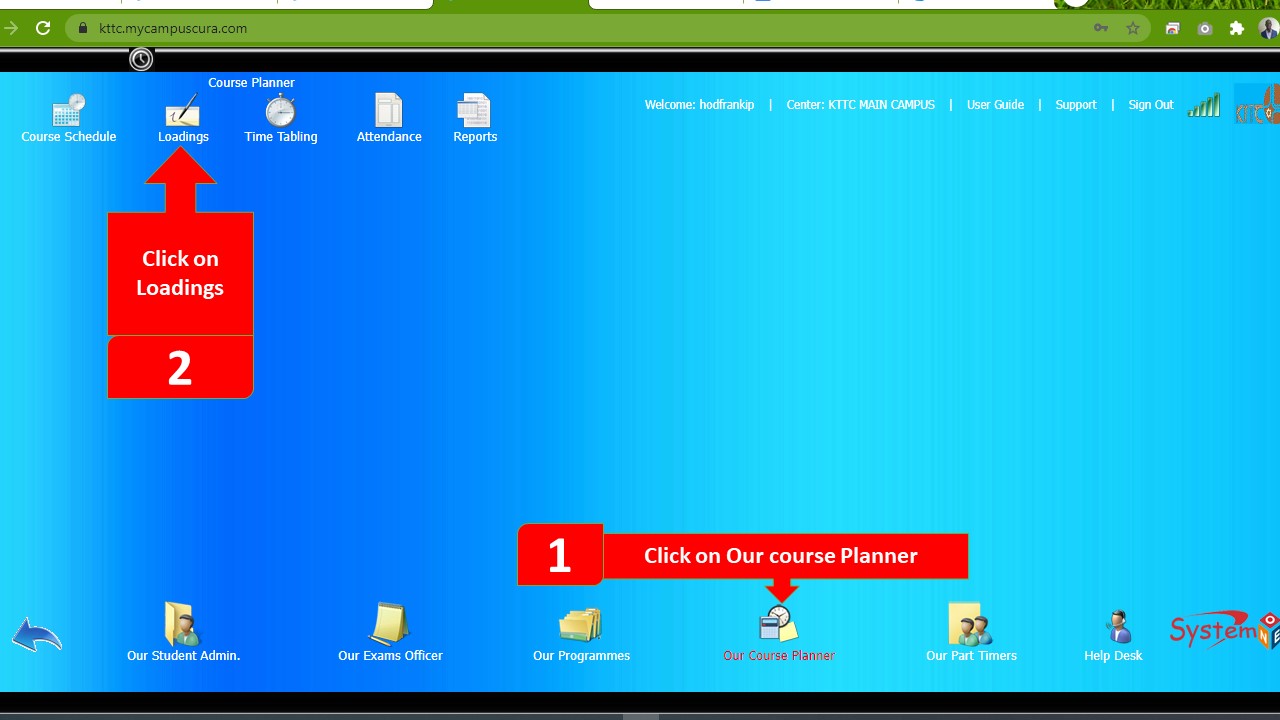 kttc.mycampuscura.com
Course Planner
Course Schedule
Loadings
Time Tabling
Attendance
Reports
Welcome: hodfrankip | Center: KTTC MAIN CAMPUS | User Guide | Support | Sign Out
KTTC
Click on
Loadings
2
1
Click on Our course Planner
Our Student Admin.
Our Exams Officer
Our Programmes
Our Course Planner
Our Part Timers
Help Desk
System